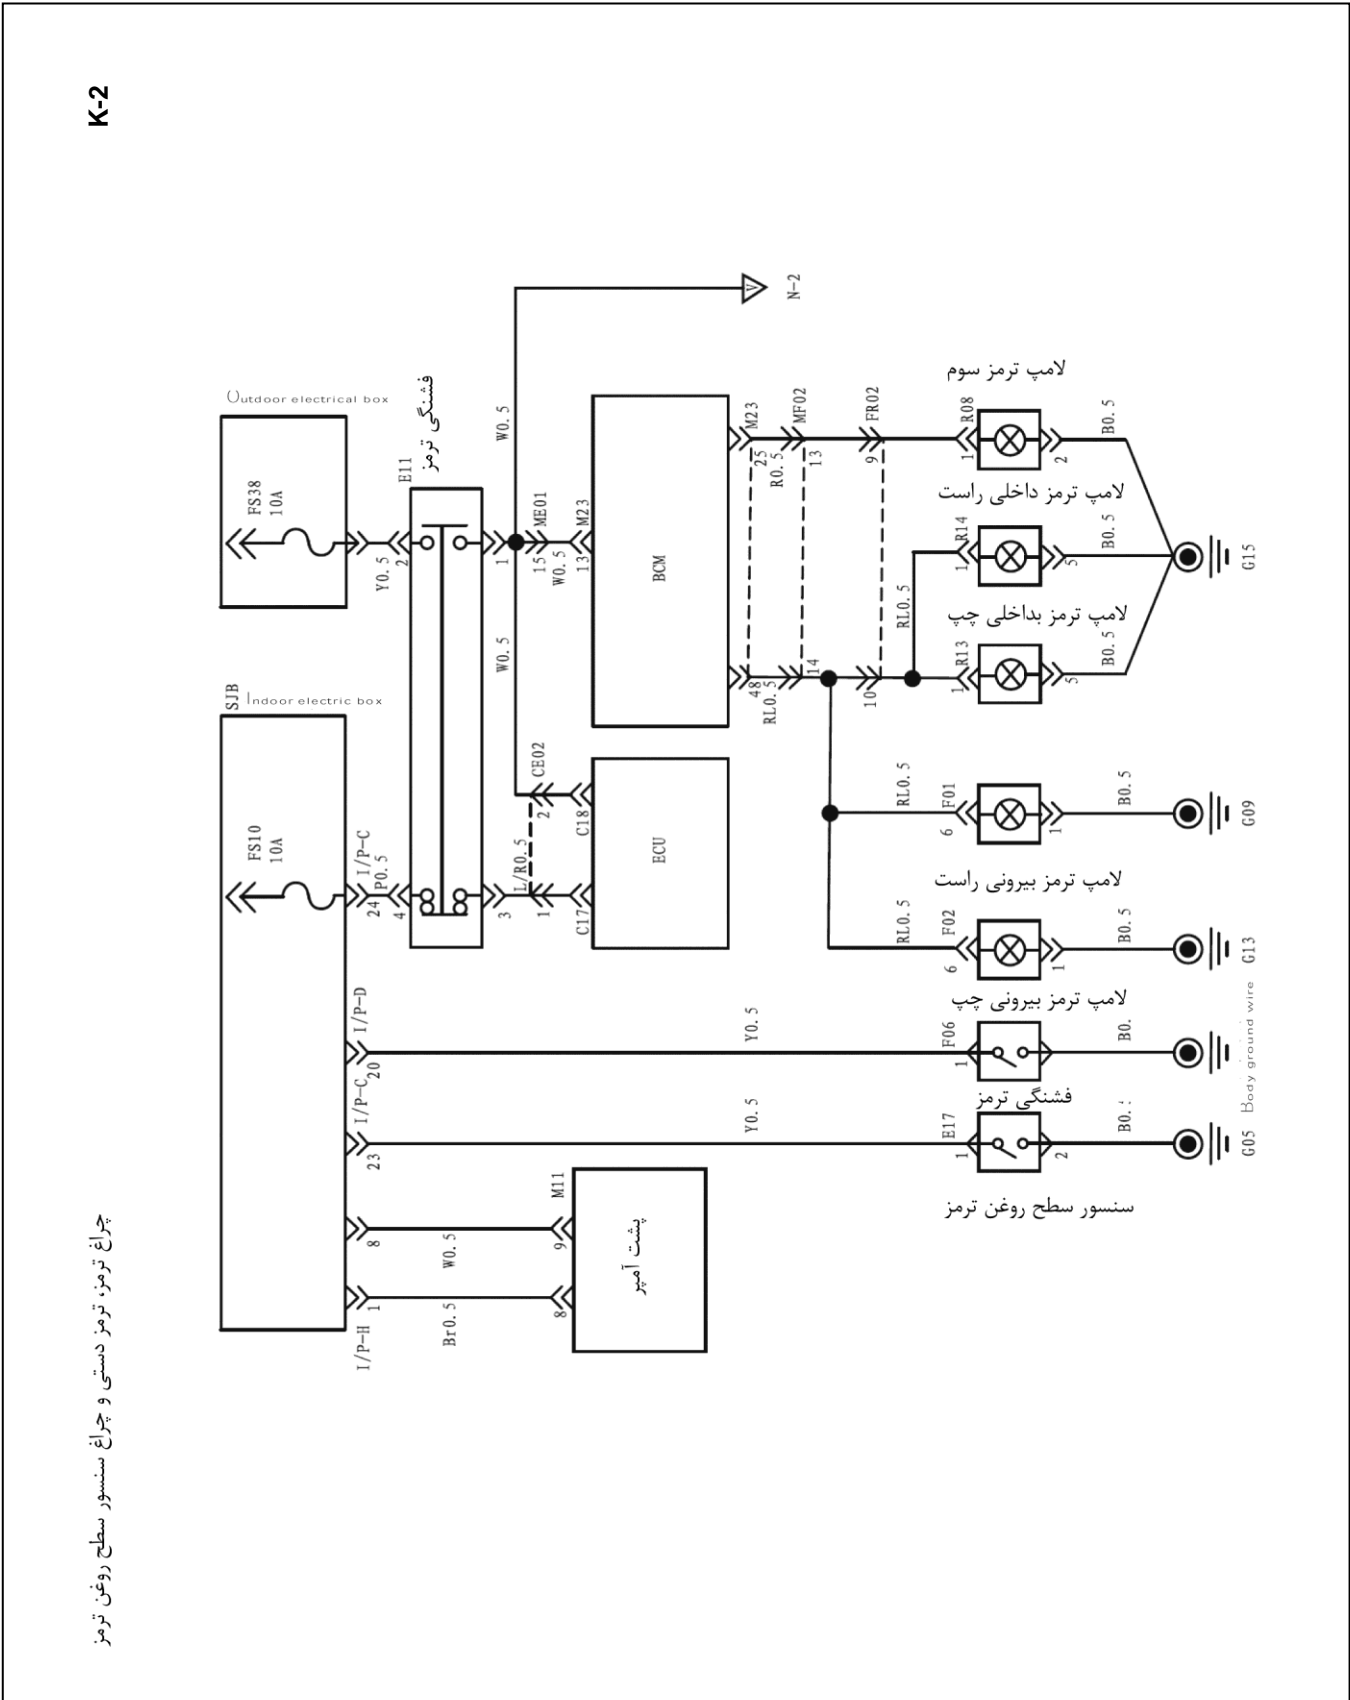 K-2
چراغ ترمز، ترمز دستی و چراغ سنسور سطح روغن ترمز
Outdoor electrical box
FS38
10A
Y0.5
2
E11
فشنگی ترمز
1
W0.5
W0.5
15
ME01
W0.5
13
M23
BCM
N-2
V
SJB
Indoor electric box
FS10
10A
I/P-C
24
P0.5
4
3
L/R0.5
1
2
CE02
C17
C18
ECU
M23
25
R0.5
MF02
13
FR02
9
48
RL0.5
14
10
RL0.5
لامپ ترمز سوم
1
R08
2
B0.5
لامپ ترمز داخلی راست
1
R14
5
B0.5
لامپ ترمز بداخلی چپ
1
R13
5
B0.5
G15
RL0.5
6
F01
1
B0.5
G09
لامپ ترمز بیرونی راست
RL0.5
6
F02
1
B0.5
G13
لامپ ترمز بیرونی چپ
I/P-D
20
Y0.5
1
F06
B0.
فشنگی ترمز
I/P-C
23
Y0.5
1
E17
2
B0.
G05
Body ground wire
سنسور سطح روغن ترمز
8
W0.5
9
M11
I/P-H
1
Br0.5
8
پشت آمپر